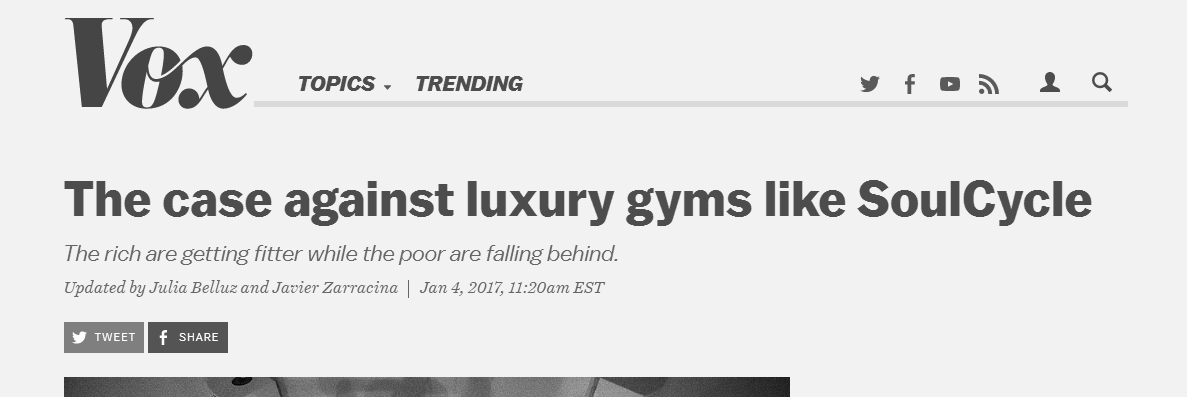 Vox
TOPICS TRENDING
The case against luxury gyms like SoulCycle
The rich are getting fitter while the poor are falling behind.
Updated by Julia Belluz and Javier Zarracina | Jan 4, 2017, 11:20am EST
TWEET SHARE